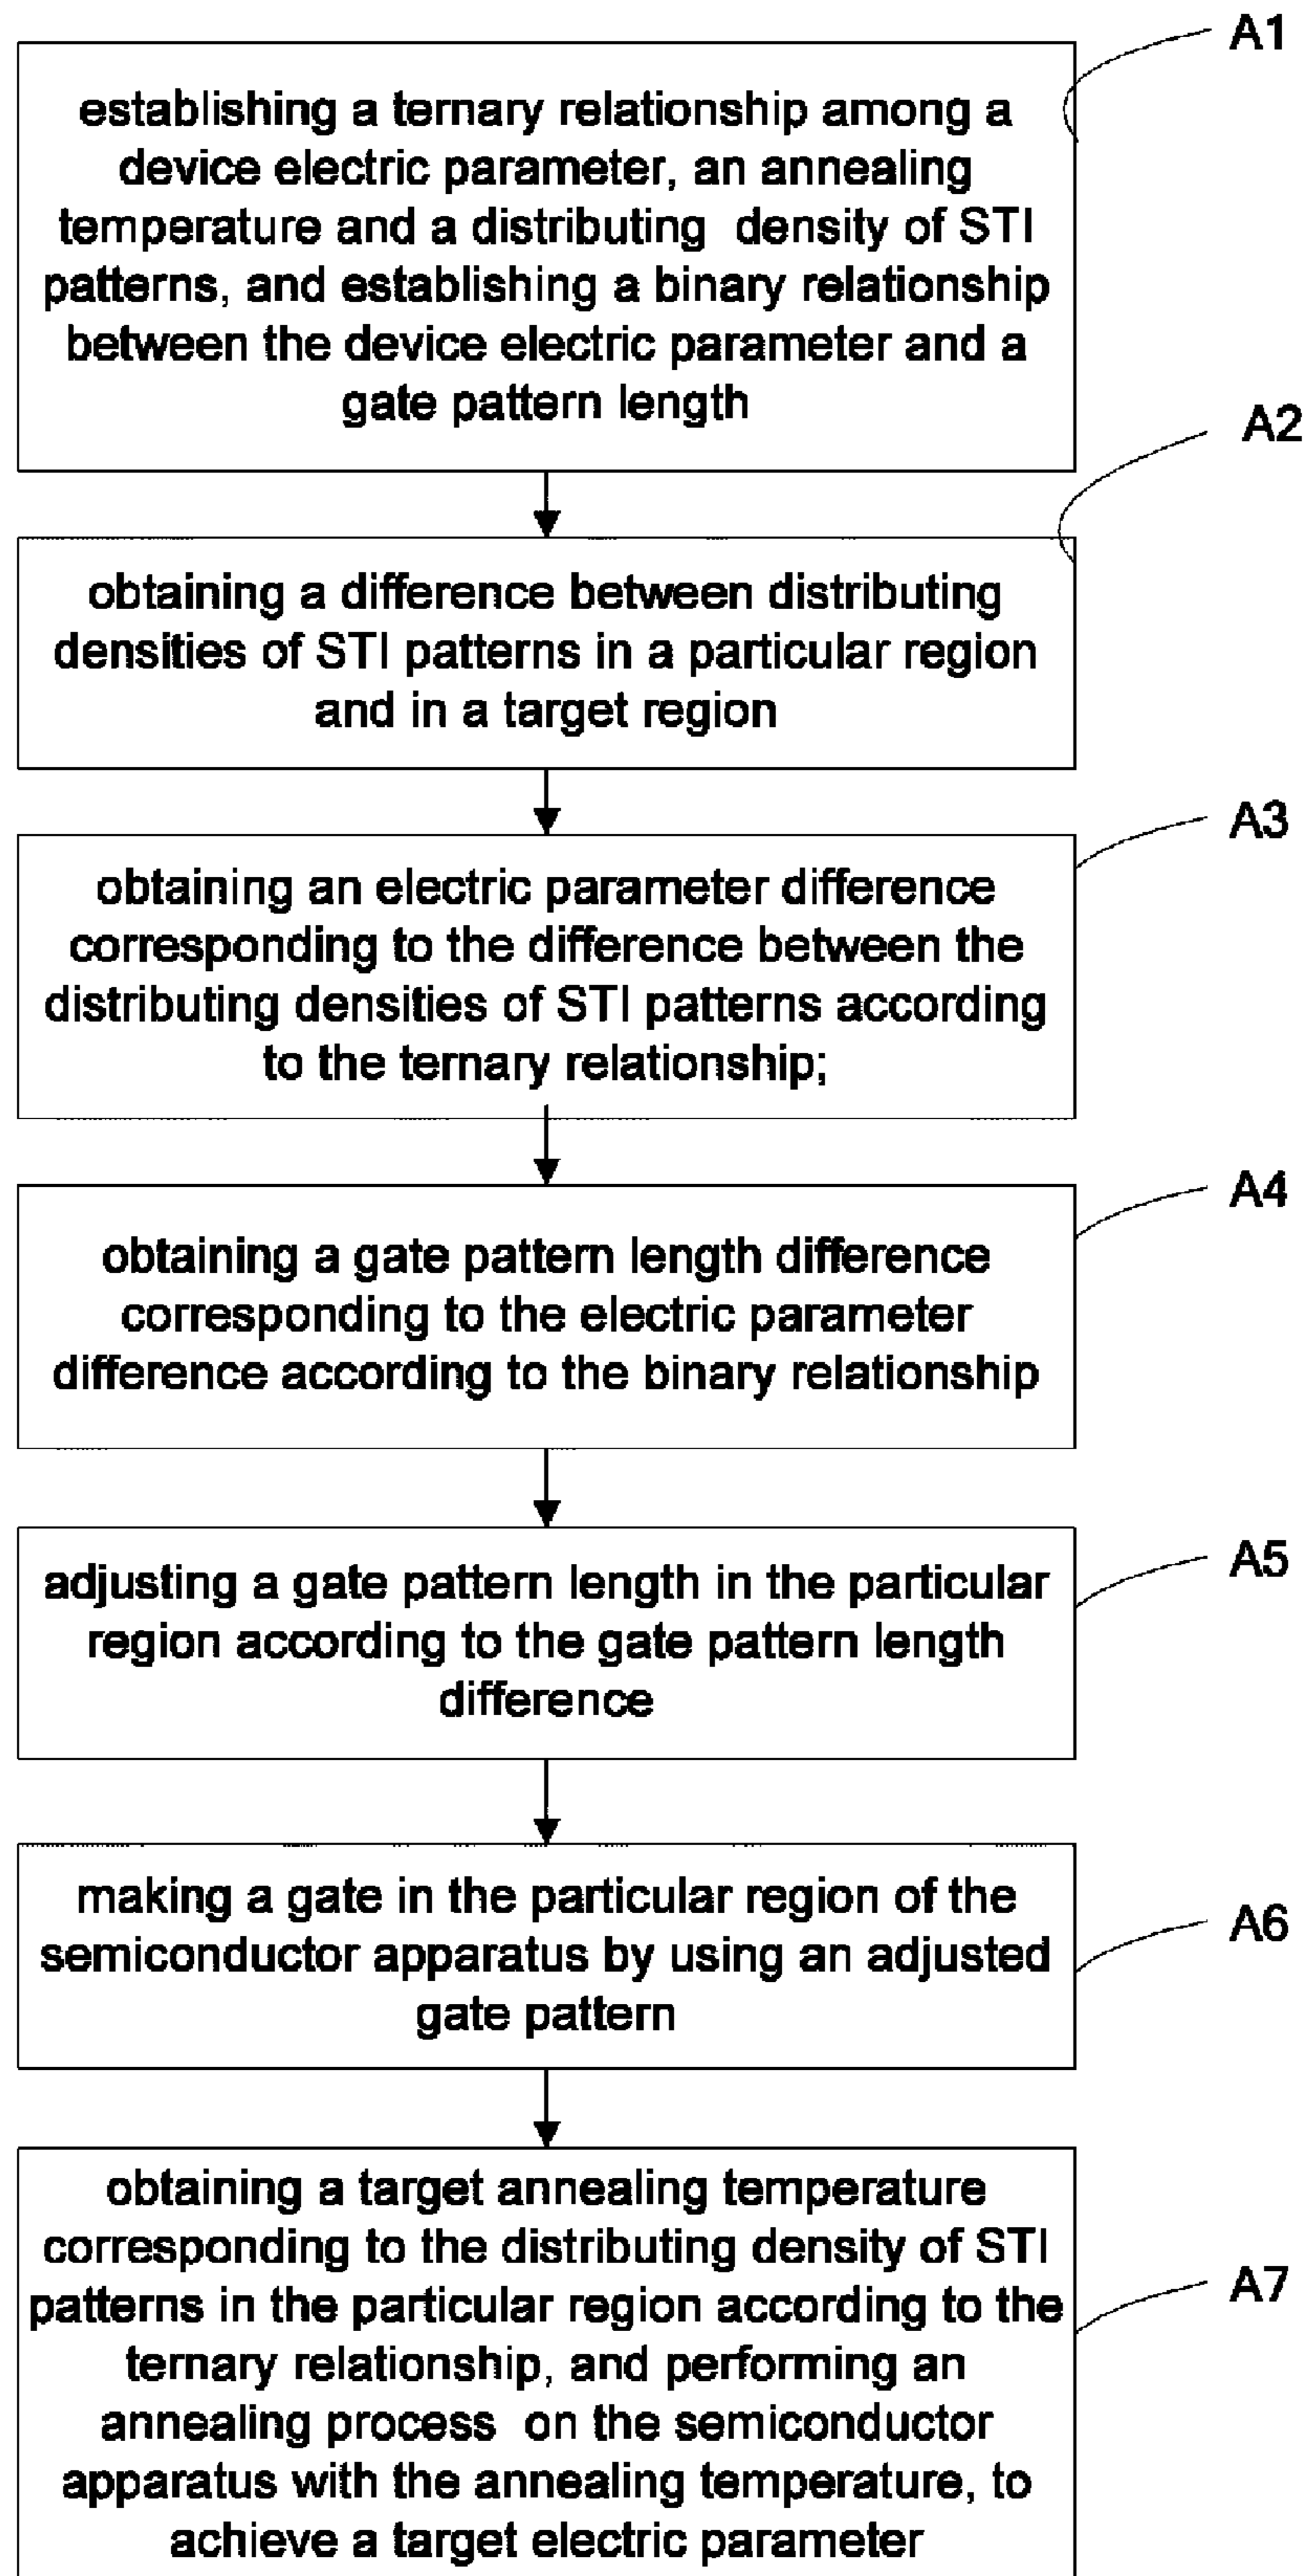 A1
establishing a ternary relationship among a
device electric parameter, an annealing
temperature and a distributing density of STI
patterns, and establishing a binary relationship
between the device electric parameter and a
gate pattern length
A2
obtaining a difference between distributing
densities of STI patterns in a particular region
and in a target region
A3
obtaining an electric parameter difference
corresponding to the difference between the
distributing densities of STI patterns according
to the ternary relationship;
A4
obtaining a gate pattern length difference
corresponding to the electric parameter
difference according to the binary relationship
A5
adjusting a gate pattern length in the particular
region according to the gate pattern length
difference
A6
making a gate in the particular region of the
semiconductor apparatus by using an adjusted
gate pattern
A7
obtaining a target annealing temperature
corresponding to the distributing density of STI
patterns in the particular region according to the
ternary relationship, and performing an
annealing process on the semiconductor
apparatus with the annealing temperature, to
achieve a target electric parameter